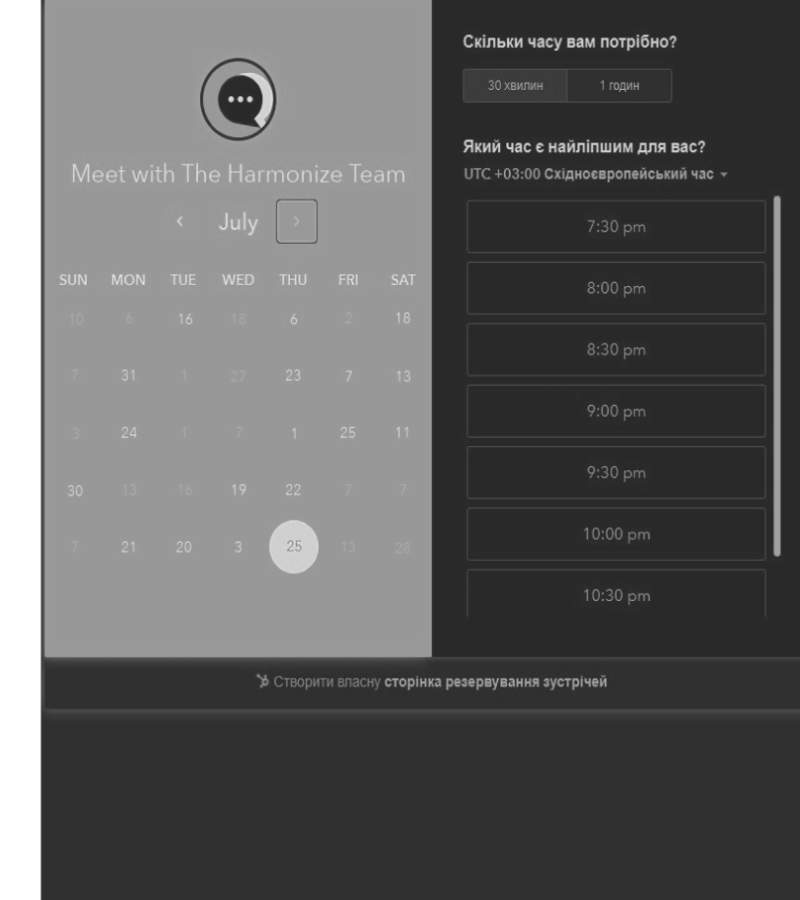 Meet with The Harmonize Team
‹ July ›
SUN MON TUE WED THU FRI SAT
10 6 16 18 6 2 18
7 31 1 27 23 7 13
3 24 1 7 1 25 11
30 13 16 19 22 7 7
7 21 20 3 25 13 28
Скільки часу вам потрібно?
30 хвилин 1 годин
Який час є найліпшим для вас?
UTC +03:00 Східноєвропейський час
7:30 pm
8:00 pm
8:30 pm
9:00 pm
9:30 pm
10:00 pm
10:30 pm
Створити власну сторінка резервування зустрічей